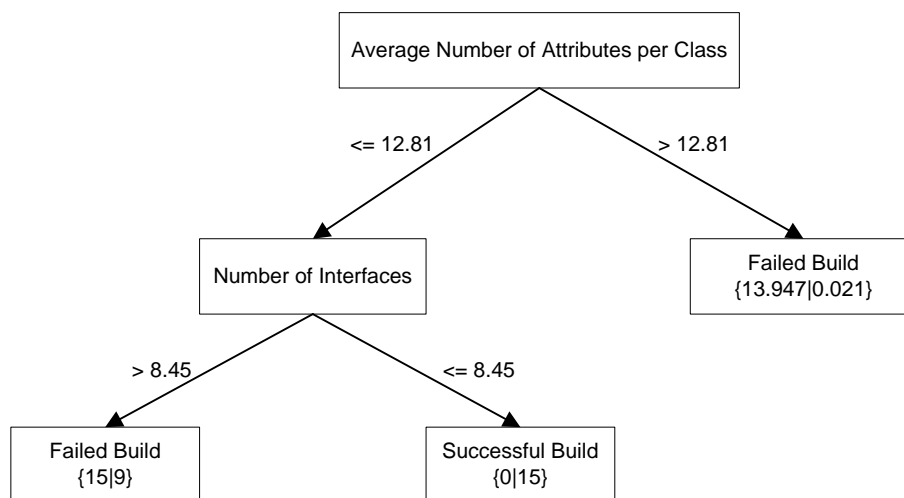 Average Number of Attributes per Class
<= 12.81
> 12.81
Number of Interfaces
Failed Build
{13.947|0.021}
> 8.45
<= 8.45
Failed Build
{15|9}
Successful Build
{0|15}